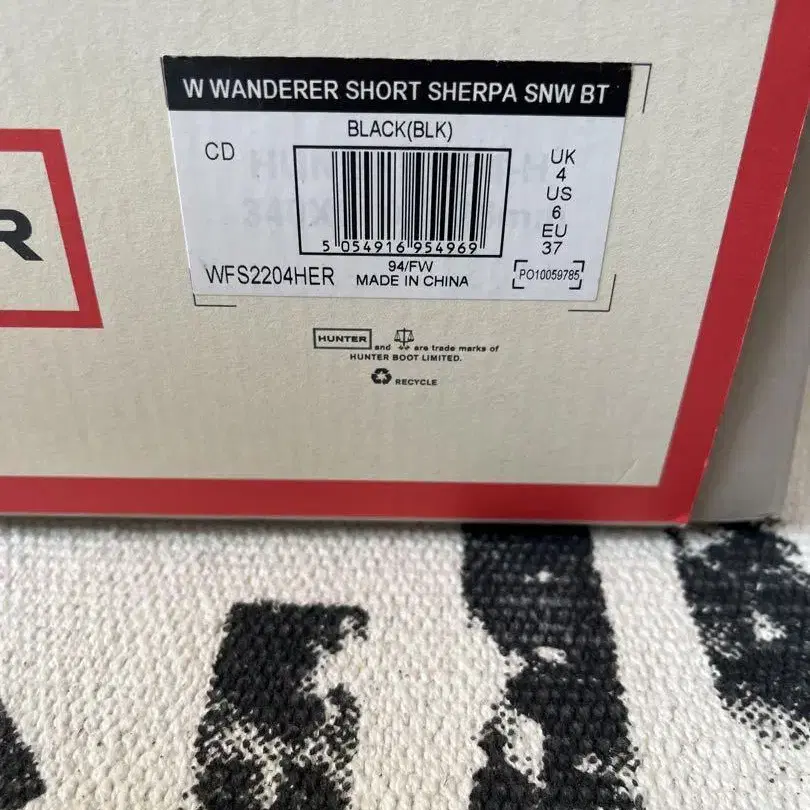 W WANDERER SHORT SHERPA SNW BT
BLACK(BLK)
CD
UK
4
US
6
EU
37
5 054916 954969
94/FW
WFS2204HER
MADE IN CHINA
PO10059785
R
HUNTER and are trade marks of
HUNTER BOOT LIMITED.
RECYCLE